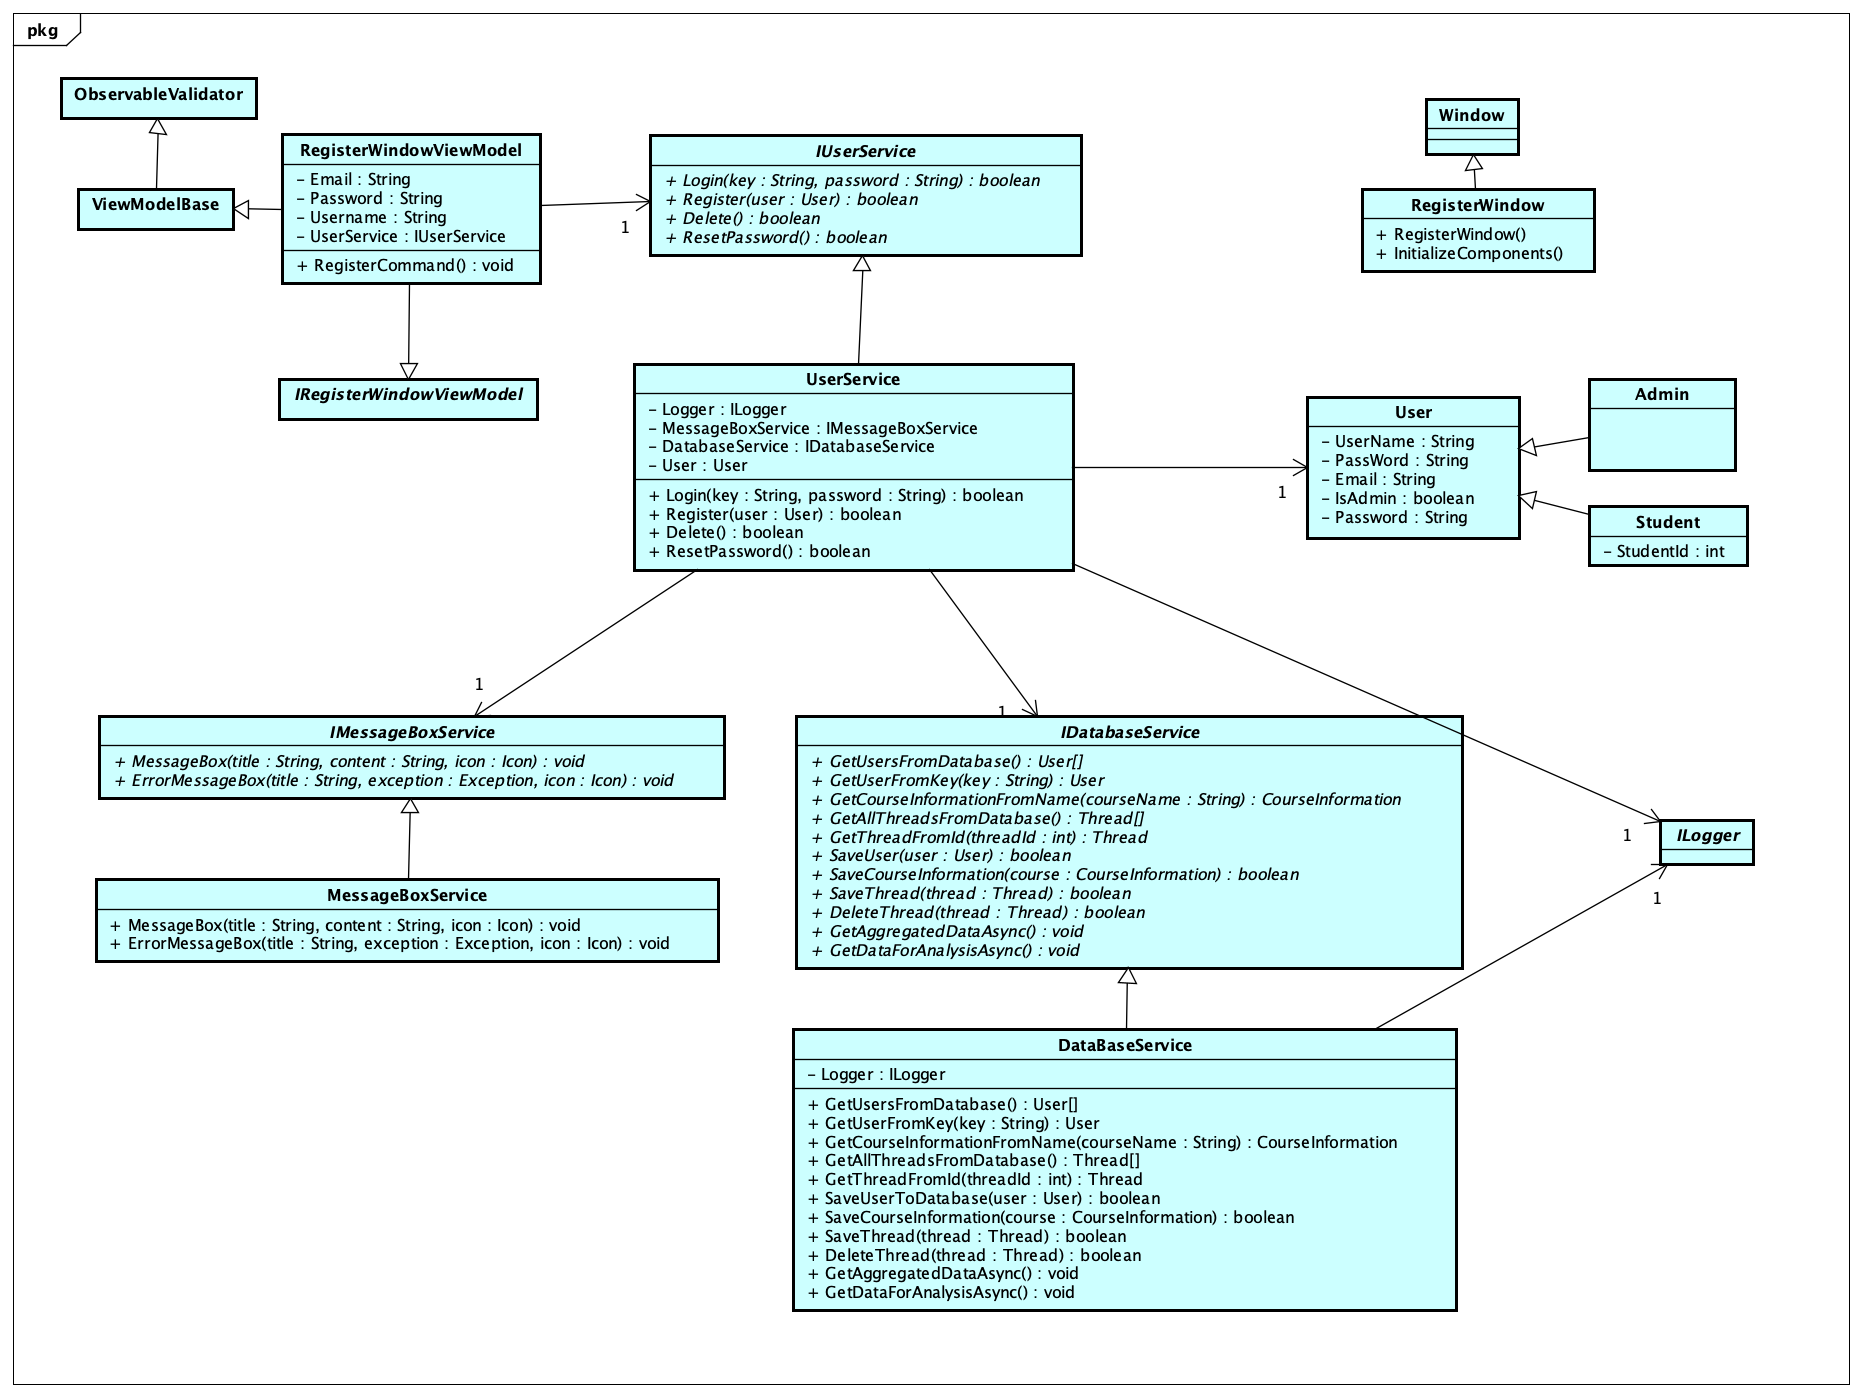 pkg
ObservableValidator
ViewModelBase
RegisterWindowViewModel
– Email : String
– Password : String
– Username : String
– UserService : IUserService
+ RegisterCommand() : void
IRegisterWindowViewModel
1
IUserService
+ Login(key : String, password : String) : boolean
+ Register(user : User) : boolean
+ Delete() : boolean
+ ResetPassword() : boolean
Window
RegisterWindow
+ RegisterWindow()
+ InitializeComponents()
UserService
– Logger : ILogger
– MessageBoxService : IMessageBoxService
– DatabaseService : IDatabaseService
– User : User
+ Login(key : String, password : String) : boolean
+ Register(user : User) : boolean
+ Delete() : boolean
+ ResetPassword() : boolean
1
User
– UserName : String
– PassWord : String
– Email : String
– IsAdmin : boolean
– Password : String
Admin
Student
– StudentId : int
1
IMessageBoxService
+ MessageBox(title : String, content : String, icon : Icon) : void
+ ErrorMessageBox(title : String, exception : Exception, icon : Icon) : void
MessageBoxService
+ MessageBox(title : String, content : String, icon : Icon) : void
+ ErrorMessageBox(title : String, exception : Exception, icon : Icon) : void
1
IDatabaseService
+ GetUsersFromDatabase() : User[]
+ GetUserFromKey(key : String) : User
+ GetCourseInformationFromName(courseName : String) : CourseInformation
+ GetAllThreadsFromDatabase() : Thread[]
+ GetThreadFromId(threadId : int) : Thread
+ SaveUser(user : User) : boolean
+ SaveCourseInformation(course : CourseInformation) : boolean
+ SaveThread(thread : Thread) : boolean
+ DeleteThread(thread : Thread) : boolean
+ GetAggregatedDataAsync() : void
+ GetDataForAnalysisAsync() : void
1
ILogger
1
DataBaseService
– Logger : ILogger
+ GetUsersFromDatabase() : User[]
+ GetUserFromKey(key : String) : User
+ GetCourseInformationFromName(courseName : String) : CourseInformation
+ GetAllThreadsFromDatabase() : Thread[]
+ GetThreadFromId(threadId : int) : Thread
+ SaveUserToDatabase(user : User) : boolean
+ SaveCourseInformation(course : CourseInformation) : boolean
+ SaveThread(thread : Thread) : boolean
+ DeleteThread(thread : Thread) : boolean
+ GetAggregatedDataAsync() : void
+ GetDataForAnalysisAsync() : void